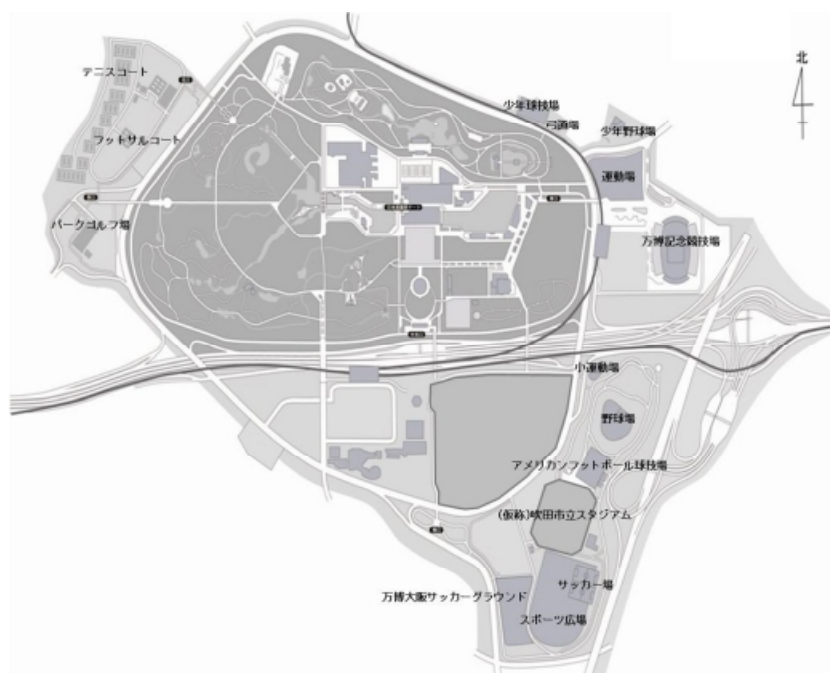 北
テニスコート
少年球技場
弓道場
少年野球場
フットサルコート
運動場
パークゴルフ場
万博記念競技場
小運動場
野球場
アメリカンフットボール球技場
(仮称)吹田市立スタジアム
サッカー場
万博大阪サッカーグラウンド
スポーツ広場